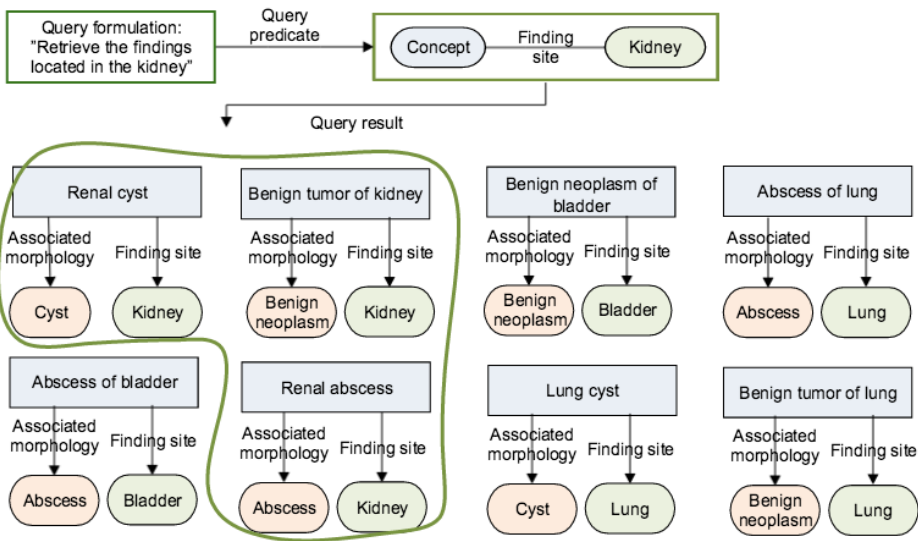 Query formulation:
"Retrieve the findings
located in the kidney"
Query
predicate
Concept
Finding
site
Kidney
Query result
Renal cyst
Associated
morphology
Finding site
Cyst
Kidney
Benign tumor of kidney
Associated
morphology
Finding site
Benign
neoplasm
Kidney
Benign neoplasm of
bladder
Associated
morphology
Finding site
Benign
neoplasm
Bladder
Abscess of lung
Associated
morphology
Finding site
Abscess
Lung
Abscess of bladder
Associated
morphology
Finding site
Abscess
Bladder
Renal abscess
Associated
morphology
Finding site
Abscess
Kidney
Lung cyst
Associated
morphology
Finding site
Cyst
Lung
Benign tumor of lung
Associated
morphology
Finding site
Benign
neoplasm
Lung